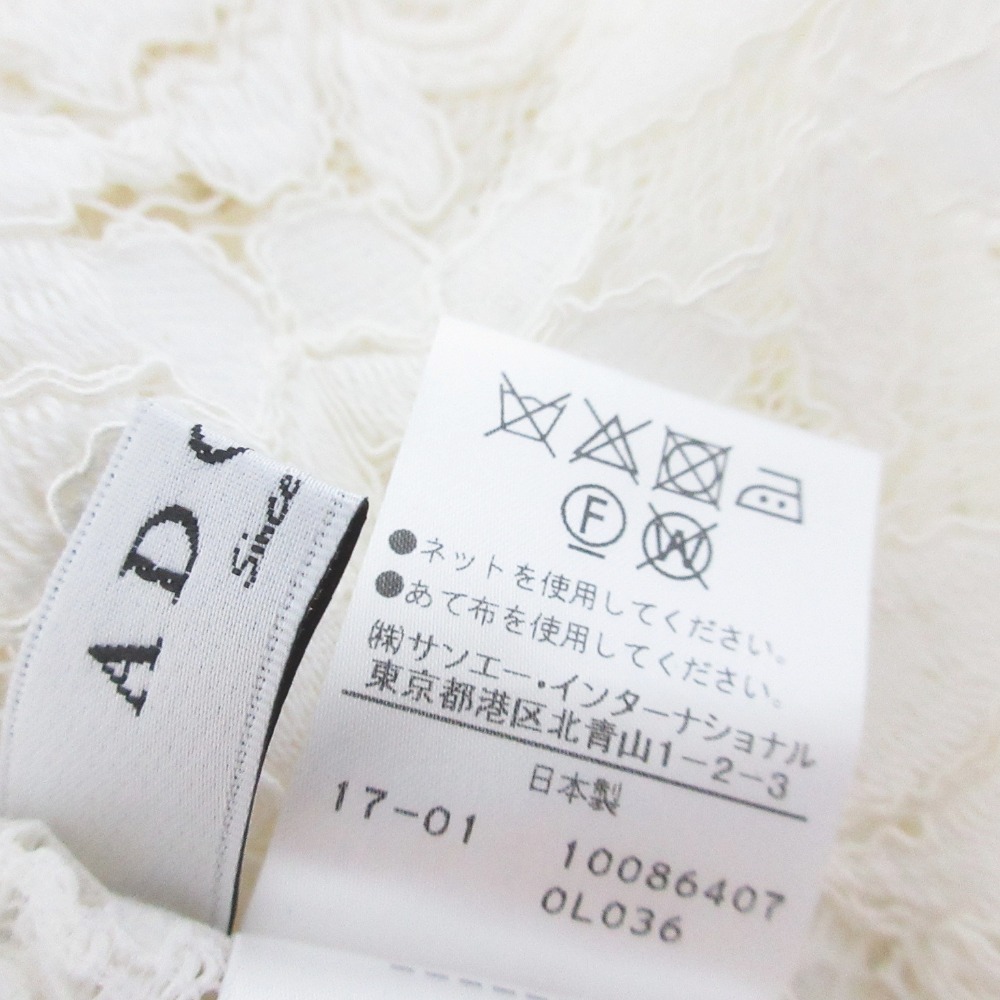 AD
Since
F
W
●ネットを使用してください。
●あて布を使用してください。
㈱サンエー・インターナショナル
東京都港区北青山1-2-3
日本製
17-01
10086407
0L036